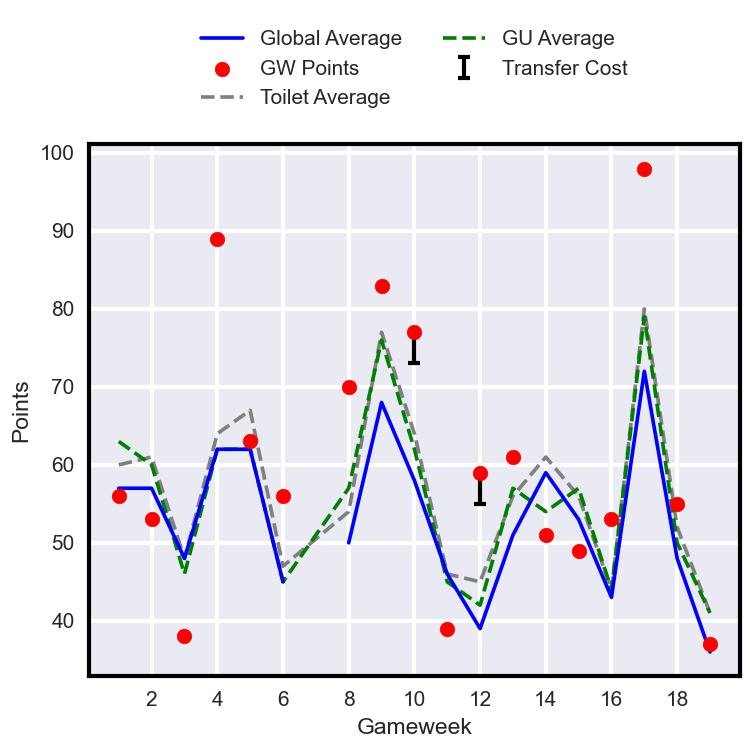 Global Average
GW Points
Toilet Average
GU Average
Transfer Cost
100
90
80
70
60
50
40
Points
2 4 6 8 10 12 14 16 18
Gameweek